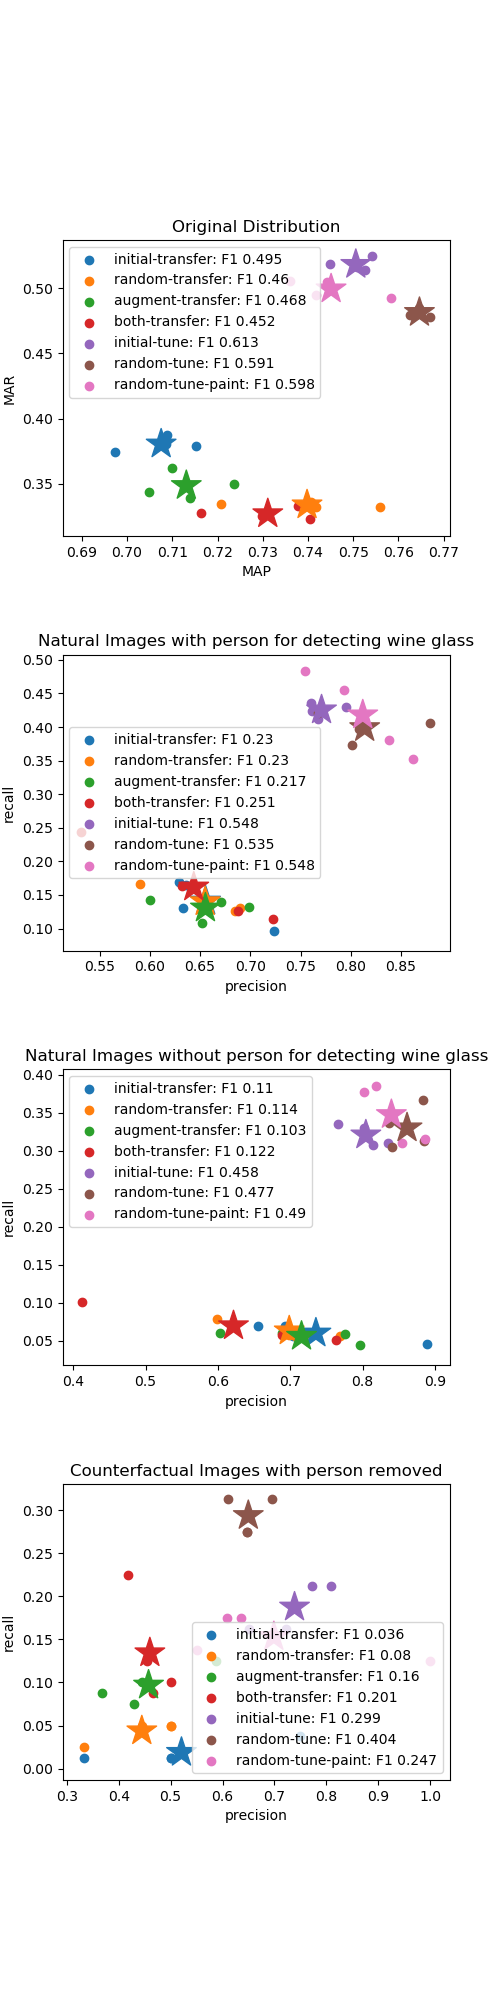 Original Distribution
initial-transfer: F1 0.495
random-transfer: F1 0.46
augment-transfer: F1 0.468
both-transfer: F1 0.452
initial-tune: F1 0.613
random-tune: F1 0.591
random-tune-paint: F1 0.598
0.50
0.45
0.40
0.35
MAR
0.69 0.70 0.71 0.72 0.73 0.74 0.75 0.76 0.77
MAP
Natural Images with person for detecting wine glass
initial-transfer: F1 0.23
random-transfer: F1 0.23
augment-transfer: F1 0.217
both-transfer: F1 0.251
initial-tune: F1 0.548
random-tune: F1 0.535
random-tune-paint: F1 0.548
0.50
0.45
0.40
0.35
0.30
0.25
0.20
0.15
0.10
recall
0.55 0.60 0.65 0.70 0.75 0.80 0.85
precision
Natural Images without person for detecting wine glass
initial-transfer: F1 0.11
random-transfer: F1 0.114
augment-transfer: F1 0.103
both-transfer: F1 0.122
initial-tune: F1 0.458
random-tune: F1 0.477
random-tune-paint: F1 0.49
0.40
0.35
0.30
0.25
0.20
0.15
0.10
0.05
recall
0.4 0.5 0.6 0.7 0.8 0.9
precision
Counterfactual Images with person removed
initial-transfer: F1 0.036
random-transfer: F1 0.08
augment-transfer: F1 0.16
both-transfer: F1 0.201
initial-tune: F1 0.299
random-tune: F1 0.404
random-tune-paint: F1 0.247
0.30
0.25
0.20
0.15
0.10
0.05
0.00
recall
0.3 0.4 0.5 0.6 0.7 0.8 0.9 1.0
precision